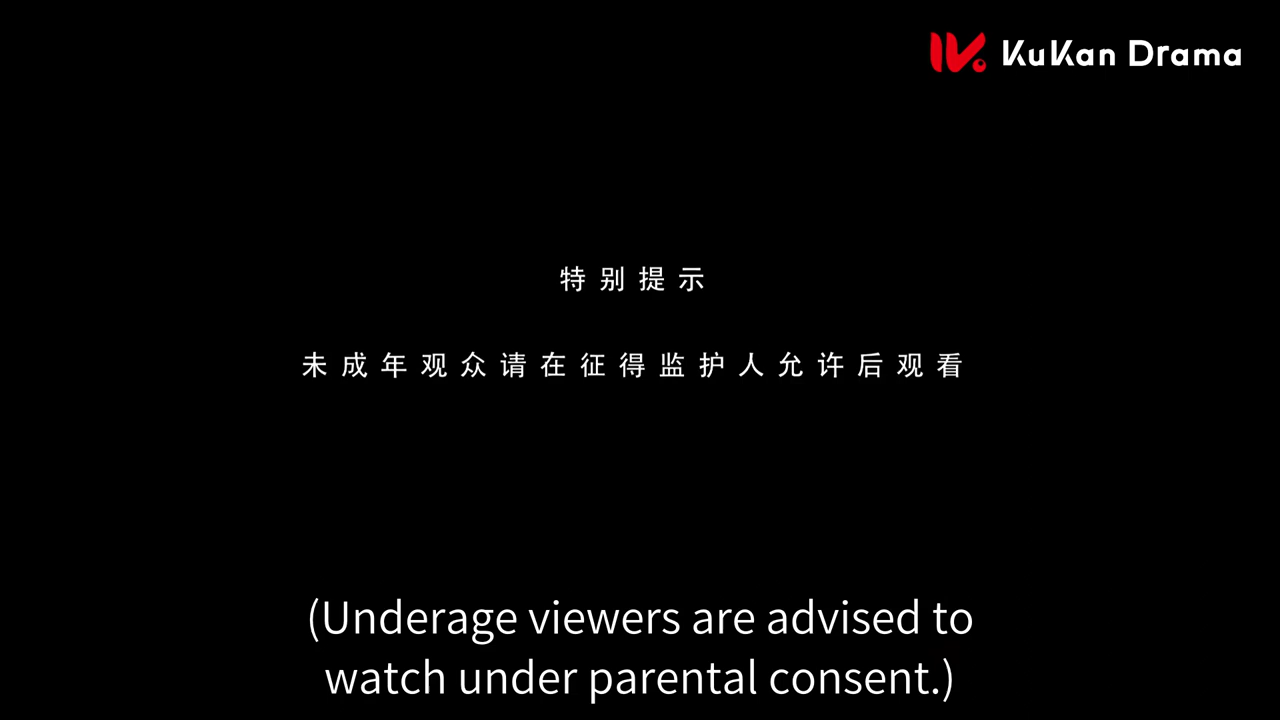 KuKan Drama
特别提示
未成年观众请在征得监护人允许后观看
(Underage viewers are advised to
watch under parental consent.)